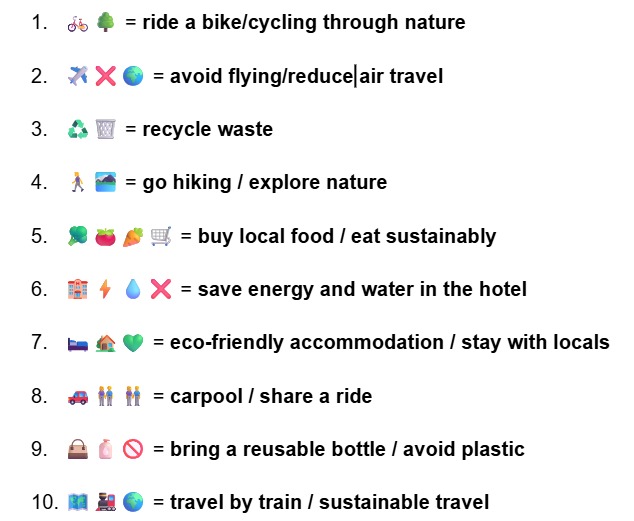 1. 🚲 🌳 = ride a bike/cycling through nature
2. ✈️ ❌ 🌍 = avoid flying/reduce air travel
3. ♻️ 🗑️ = recycle waste
4. 🚶 🏞️ = go hiking / explore nature
5. 🥦 🍅 🥕 🛒 = buy local food / eat sustainably
6. 🏨 ⚡ 💧 ❌ = save energy and water in the hotel
7. 🛏️ 🏡 💚 = eco-friendly accommodation / stay with locals
8. 🚗 🧑‍🤝‍🧑 🧑‍🤝‍🧑 = carpool / share a ride
9. 👜 🧴 🚫 = bring a reusable bottle / avoid plastic
10. 🗺️ 🚂 🌍 = travel by train / sustainable travel